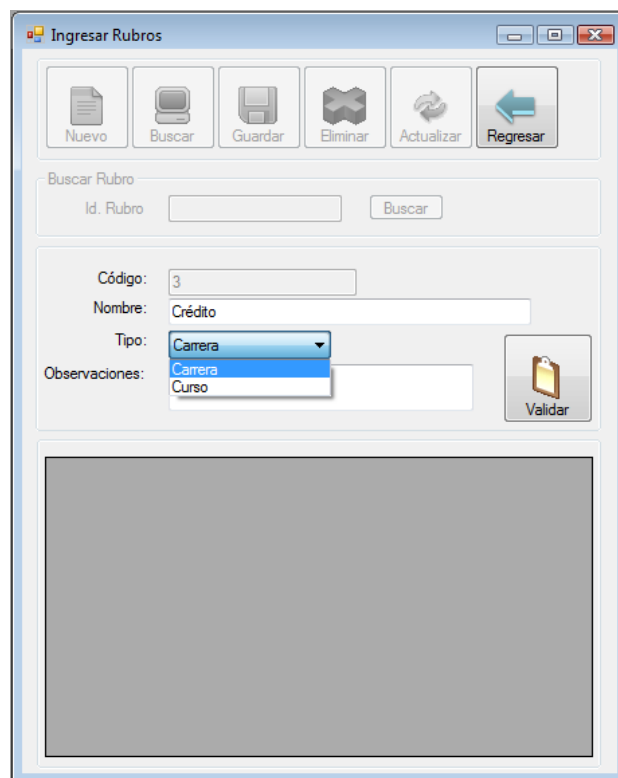 Ingresar Rubros
Nuevo Buscar Guardar Eliminar Actualizar Regresar
Buscar Rubro
Id. Rubro Buscar
Código: 3
Nombre: Crédito
Tipo: Carrera
Carrera
Observaciones:
Curso
Validar